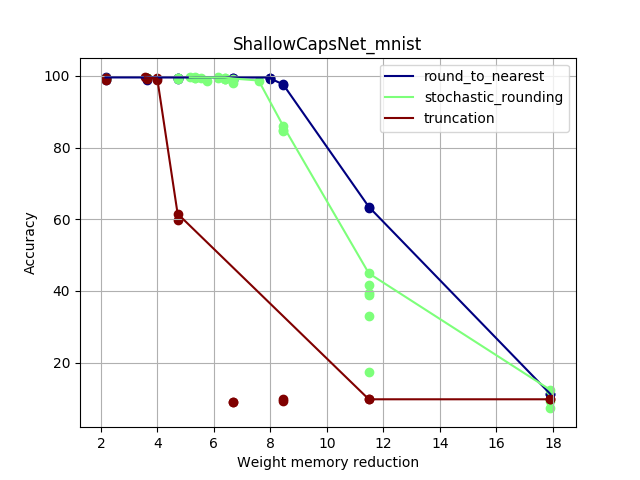 ShallowCapsNet_mnist
round_to_nearest
stochastic_rounding
truncation
Accuracy
100
80
60
40
20
2 4 6 8 10 12 14 16 18
Weight memory reduction